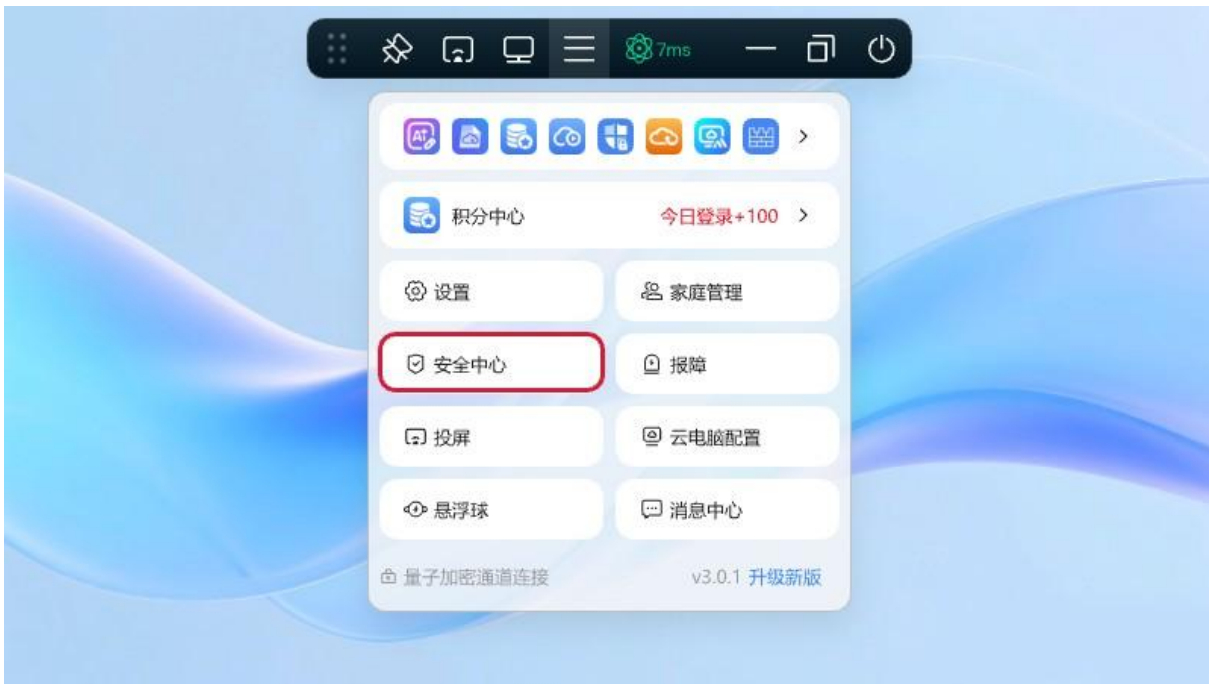 7ms
AI
积分中心 今日登录+100
设置 家庭管理
安全中心 报障
投屏 云电脑配置
悬浮球 消息中心
量子加密通道连接 v3.0.1 升级新版